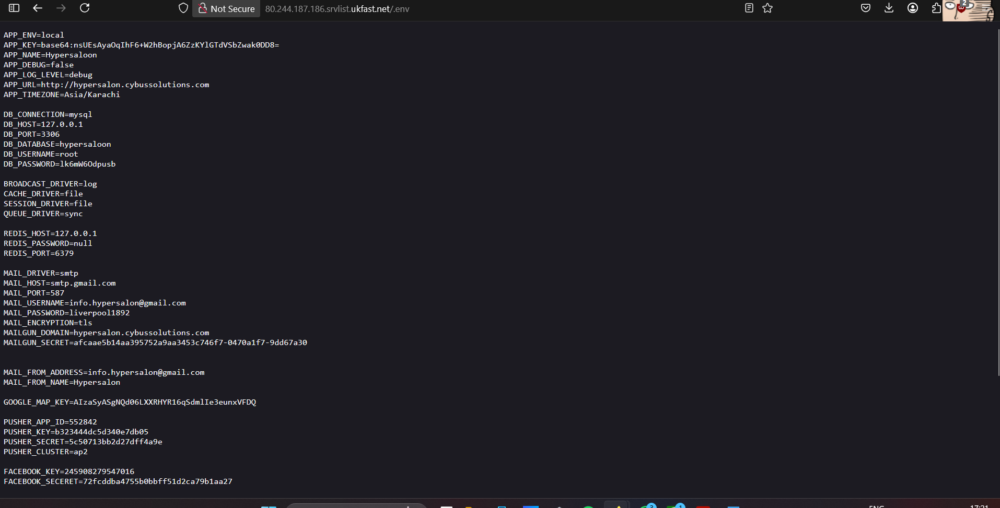 Not Secure 80.244.187.186.srvlist.ukfast.net/.env
2
APP_ENV=local
APP_KEY=base64:nsUEsAyaOqIhF6+W2hBopjA6ZzKYlGTdVSbZwak0DD8=
APP_NAME=Hypersaloon
APP_DEBUG=false
APP_LOG_LEVEL=debug
APP_URL=http://hypersalon.cybussolutions.com
APP_TIMEZONE=Asia/Karachi
DB_CONNECTION=mysql
DB_HOST=127.0.0.1
DB_PORT=3306
DB_DATABASE=hypersaloon
DB_USERNAME=root
DB_PASSWORD=lk6mW6Odpusb
BROADCAST_DRIVER=log
CACHE_DRIVER=file
SESSION_DRIVER=file
QUEUE_DRIVER=sync
REDIS_HOST=127.0.0.1
REDIS_PASSWORD=null
REDIS_PORT=6379
MAIL_DRIVER=smtp
MAIL_HOST=smtp.gmail.com
MAIL_PORT=587
MAIL_USERNAME=info.hypersalon@gmail.com
MAIL_PASSWORD=liverpool1892
MAIL_ENCRYPTION=tls
MAILGUN_DOMAIN=hypersalon.cybussolutions.com
MAILGUN_SECRET=afcaae5b14aa395752a9aa3453c746f7-0470a1f7-9dd67a30
MAIL_FROM_ADDRESS=info.hypersalon@gmail.com
MAIL_FROM_NAME=Hypersalon
GOOGLE_MAP_KEY=AIzaSyASgNQd06LXXRHYR16qSdmlIe3eunxVFDQ
PUSHER_APP_ID=552842
PUSHER_KEY=b323444dc5d340e7db05
PUSHER_SECRET=5c50713bb2d27dff4a9e
PUSHER_CLUSTER=ap2
FACEBOOK_KEY=245908279547016
FACEBOOK_SECERET=72fcddba4755b0bbff51d2ca79b1aa27